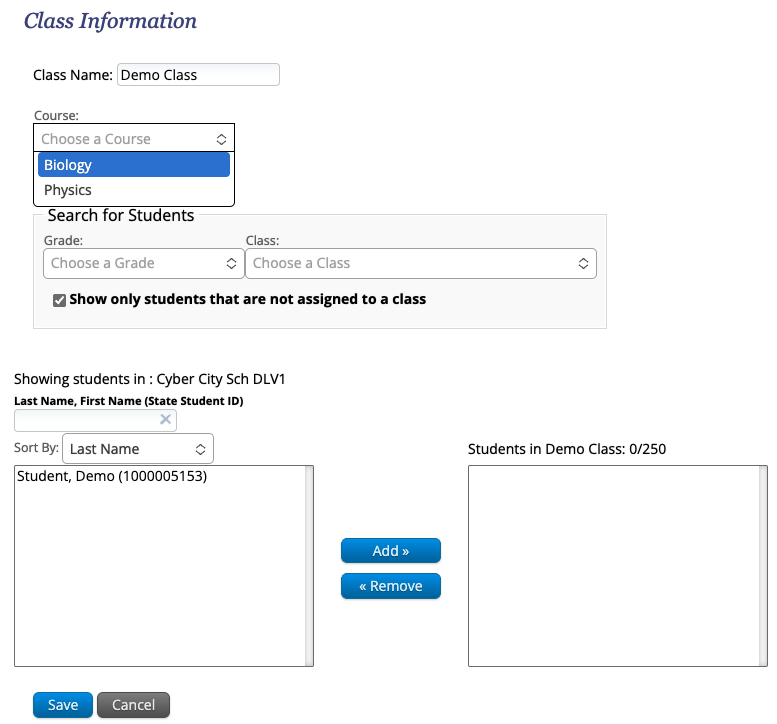 Class Information
Class Name: Demo Class
Course:
Choose a Course
Biology
Physics
Search for Students
Grade: Class:
Choose a Grade Choose a Class
Show only students that are not assigned to a class
Showing students in : Cyber City Sch DLV1
Last Name, First Name (State Student ID)
Sort By: Last Name
Students in Demo Class: 0/250
Student, Demo (1000005153)
Add »
« Remove
Save Cancel